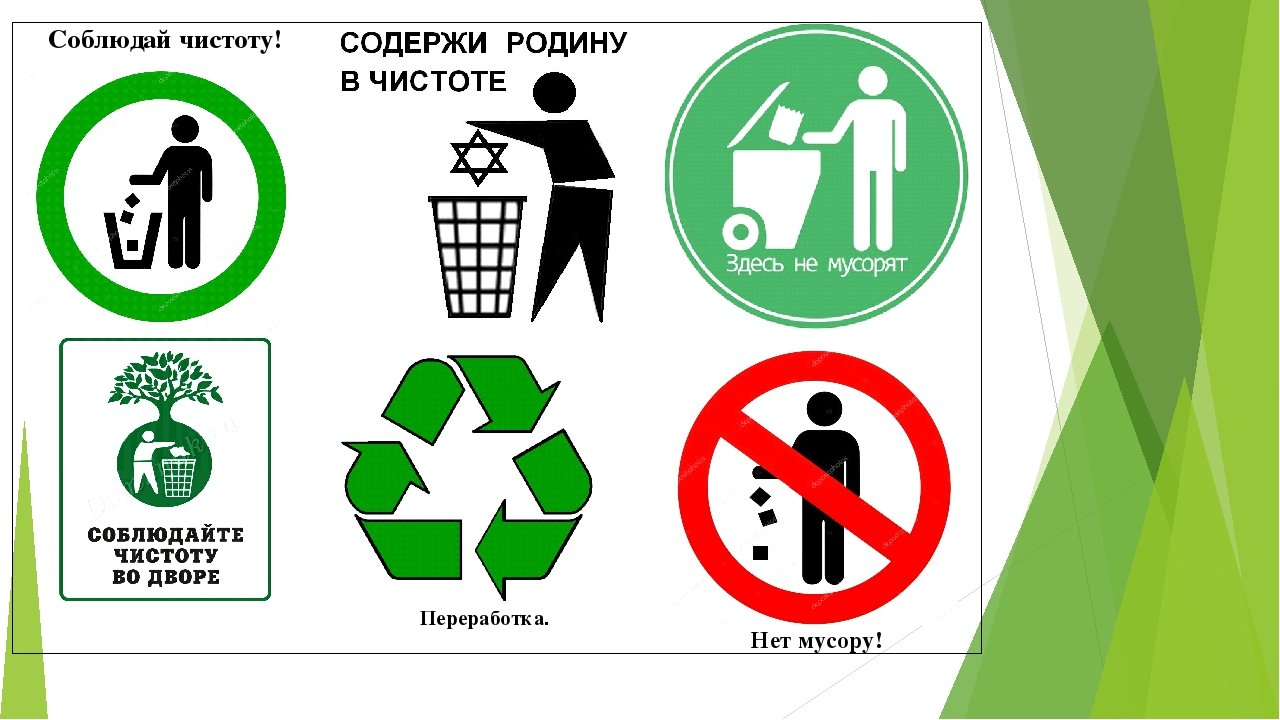 Соблюдай чистоту!
СОДЕРЖИ РОДИНУ
В ЧИСТОТЕ
Здесь не мусорят
СОБЛЮДАЙТЕ
ЧИСТОТУ
ВО ДВОРЕ
Переработка.
Нет мусору!